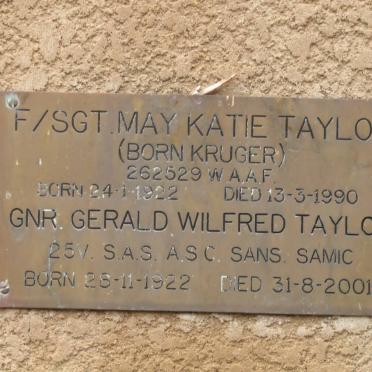 F/SGT. MAY KATIE TAYLO
(BORN KRUGER)
262529 W.A.A.F.
BORN 24-1-1922 DIED 13-3-1990
GNR. GERALD WILFRED TAYLO
25V. S.A.S. A.S.C. SANS. SAMIC
BORN 26-11-1922 DIED 31-8-2001